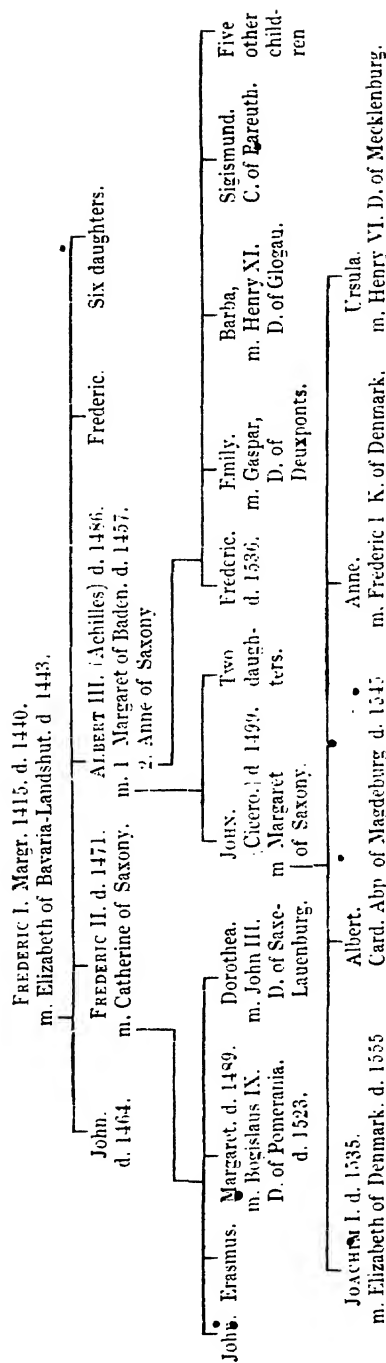 FREDERIC I. Margr. 1415. d. 1440.
m. Elizabeth of Bavaria-Landshut. d 1443.
John.
d. 1464.
FREDERIC II. d. 1471.
m. Catherine of Saxony.
ALBERT III. (Achilles) d. 1486.
m. 1 Margaret of Baden. d. 1457.
2. Anne of Saxony
Frederic.
Six daughters.
John.
Erasmus.
Margaret. d. 1489.
m. Bogislaus IX.
D. of Pomerania.
d. 1523.
Dorothea.
m. John III.
D. of Saxe-
Lauenburg.
JOHN.
(Cicero.) d 1499.
m Margaret
of Saxony.
Two
daugh-
ters.
Frederic.
d. 1536.
Emily.
m. Gaspar,
D. of
Deuxponts.
Barba,
m. Henry XI.
D. of Glogau.
Sigismund.
C. of Bareuth.
Five
other
child-
ren
JOACHIM I. d. 1535.
m. Elizabeth of Denmark. d. 1555
Albert.
Card. Abp of Magdeburg d. 1545
Anne.
m. Frederic I K. of Denmark.
Ursula.
m. Henry VI. D. of Mecklenburg.